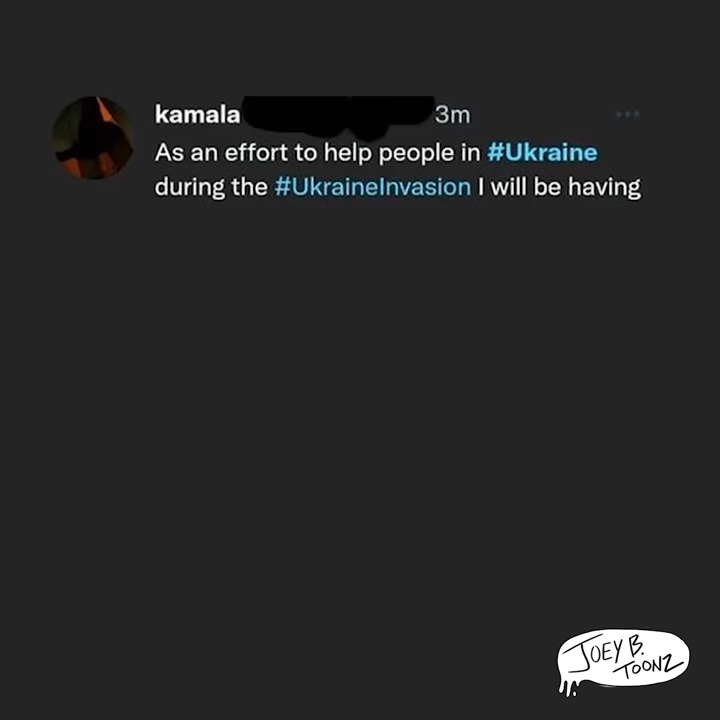 kamala 3m
As an effort to help people in #Ukraine
during the #UkraineInvasion I will be having
JOEY B.
TOONZ